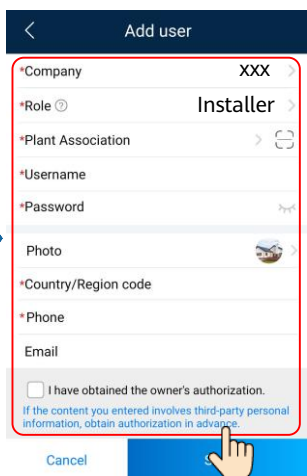 Add user
*Company XXX
*Role Installer
*Plant Association
*Username
*Password
Photo
*Country/Region code
*Phone
Email
I have obtained the owner's authorization.
If the content you entered involves third-party personal
information, obtain authorization in advance.
Cancel